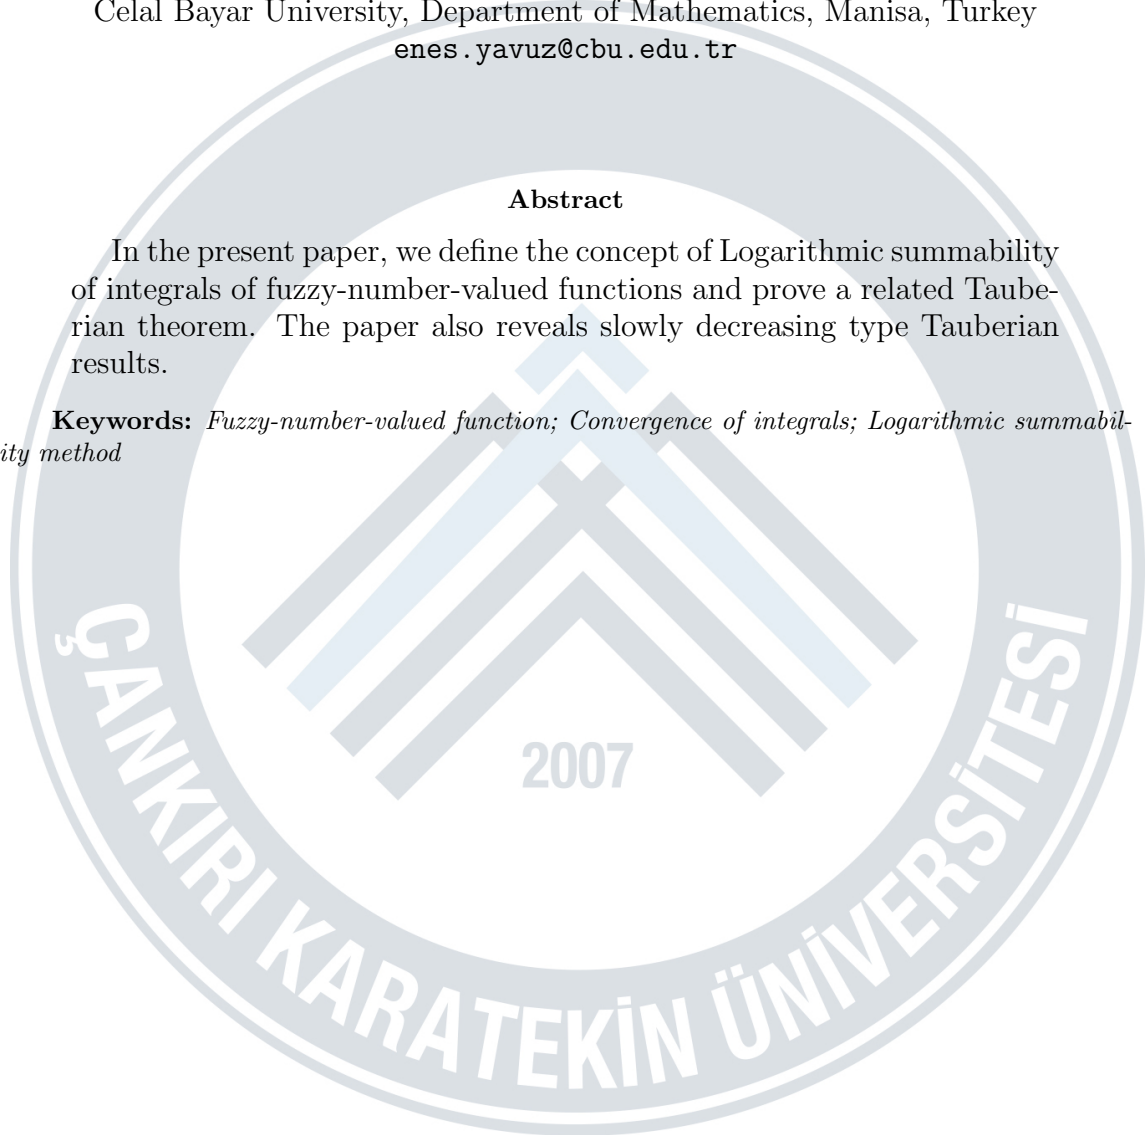 Celal Bayar University, Department of Mathematics, Manisa, Turkey
enes.yavuz@cbu.edu.tr
Abstract
In the present paper, we define the concept of Logarithmic summability
of integrals of fuzzy-number-valued functions and prove a related Taube-
rian theorem. The paper also reveals slowly decreasing type Tauberian
results.
Keywords: Fuzzy-number-valued function; Convergence of integrals; Logarithmic summabil-
ity method
2007
ÇANKIRI KARATEKİN ÜNİVERSİTESİ